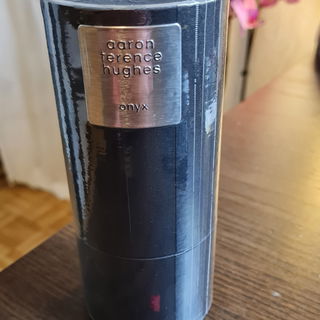 aaron
terence
hughes
onyx